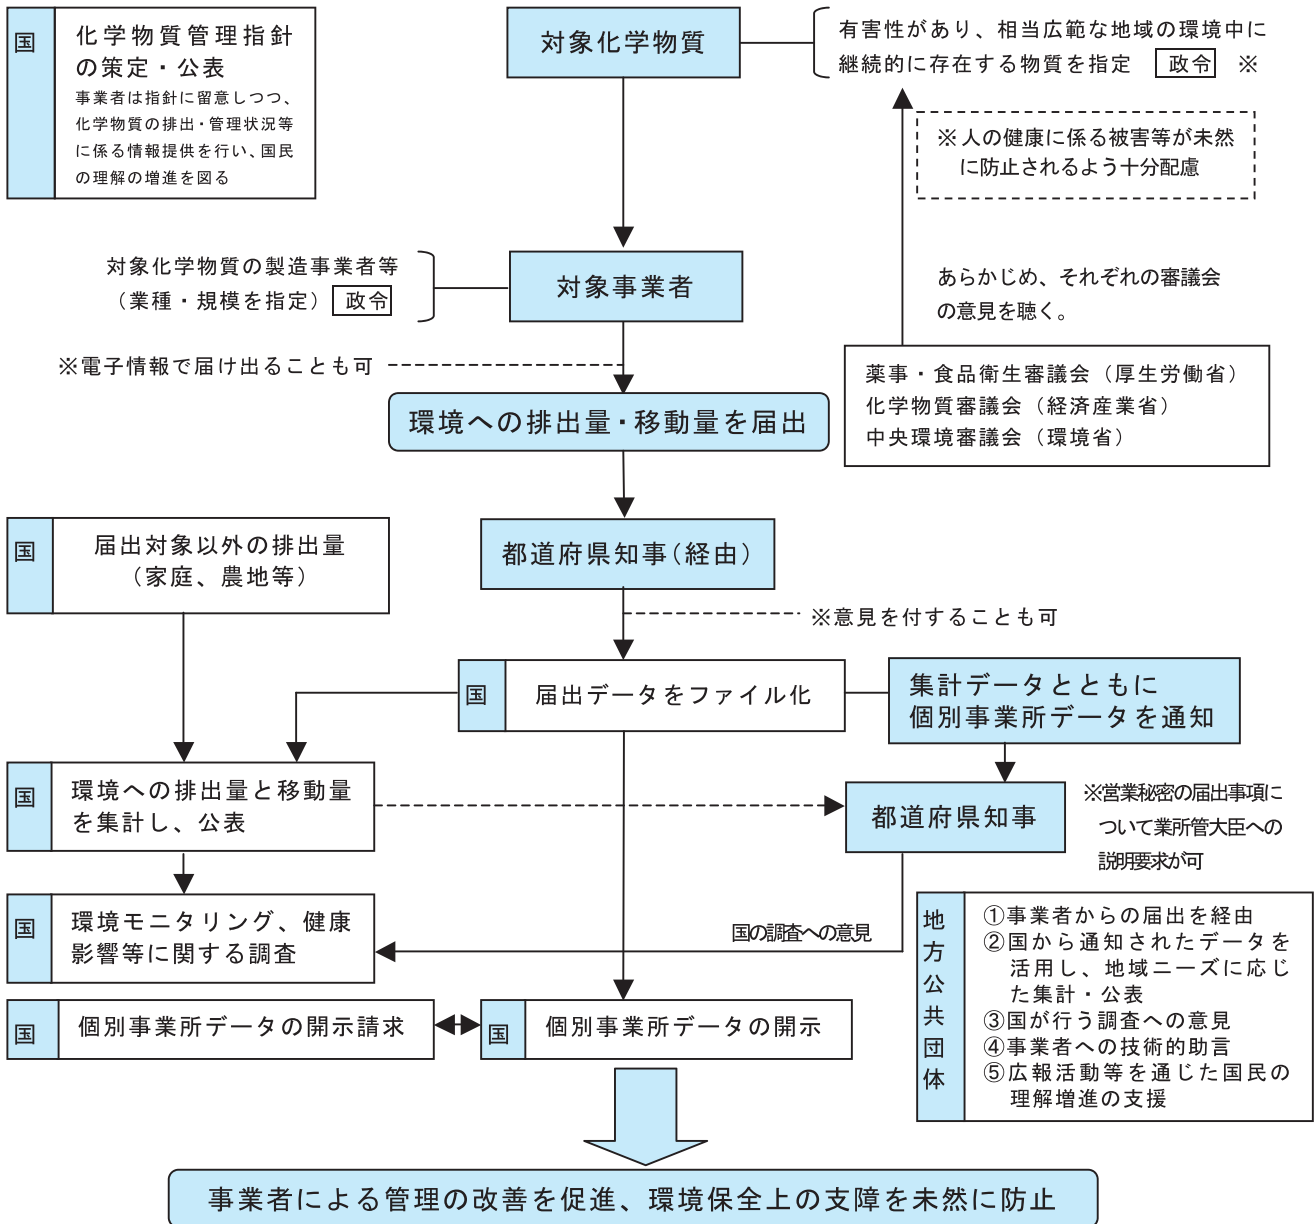 国
化学物質管理指針
の策定・公表
事業者は指針に留意しつつ、
化学物質の排出・管理状況等
に係る情報提供を行い、国民
の理解の増進を図る
対象化学物質
有害性があり、相当広範な地域の環境中に
継続的に存在する物質を指定 政令 ※
※人の健康に係る被害等が未然
に防止されるよう十分配慮
対象化学物質の製造事業者等
（業種・規模を指定）政令
対象事業者
あらかじめ、それぞれの審議会
の意見を聴く。
※電子情報で届け出ることも可
薬事・食品衛生審議会（厚生労働省）
化学物質審議会（経済産業省）
中央環境審議会（環境省）
環境への排出量・移動量を届出
国
届出対象以外の排出量
（家庭、農地等）
都道府県知事（経由）
※意見を付することも可
国
届出データをファイル化
集計データとともに
個別事業所データを通知
国
環境への排出量と移動量
を集計し、公表
都道府県知事
※営業秘密の届出事項に
ついて業所管大臣への
説明要求が可
国
環境モニタリング、健康
影響等に関する調査
国の調査への意見
地方公共団体
①事業者からの届出を経由
②国から通知されたデータを
活用し、地域ニーズに応じ
た集計・公表
③国が行う調査への意見
④事業者への技術的助言
⑤広報活動等を通じた国民の
理解増進の支援
国
個別事業所データの開示請求
国
個別事業所データの開示
事業者による管理の改善を促進、環境保全上の支障を未然に防止